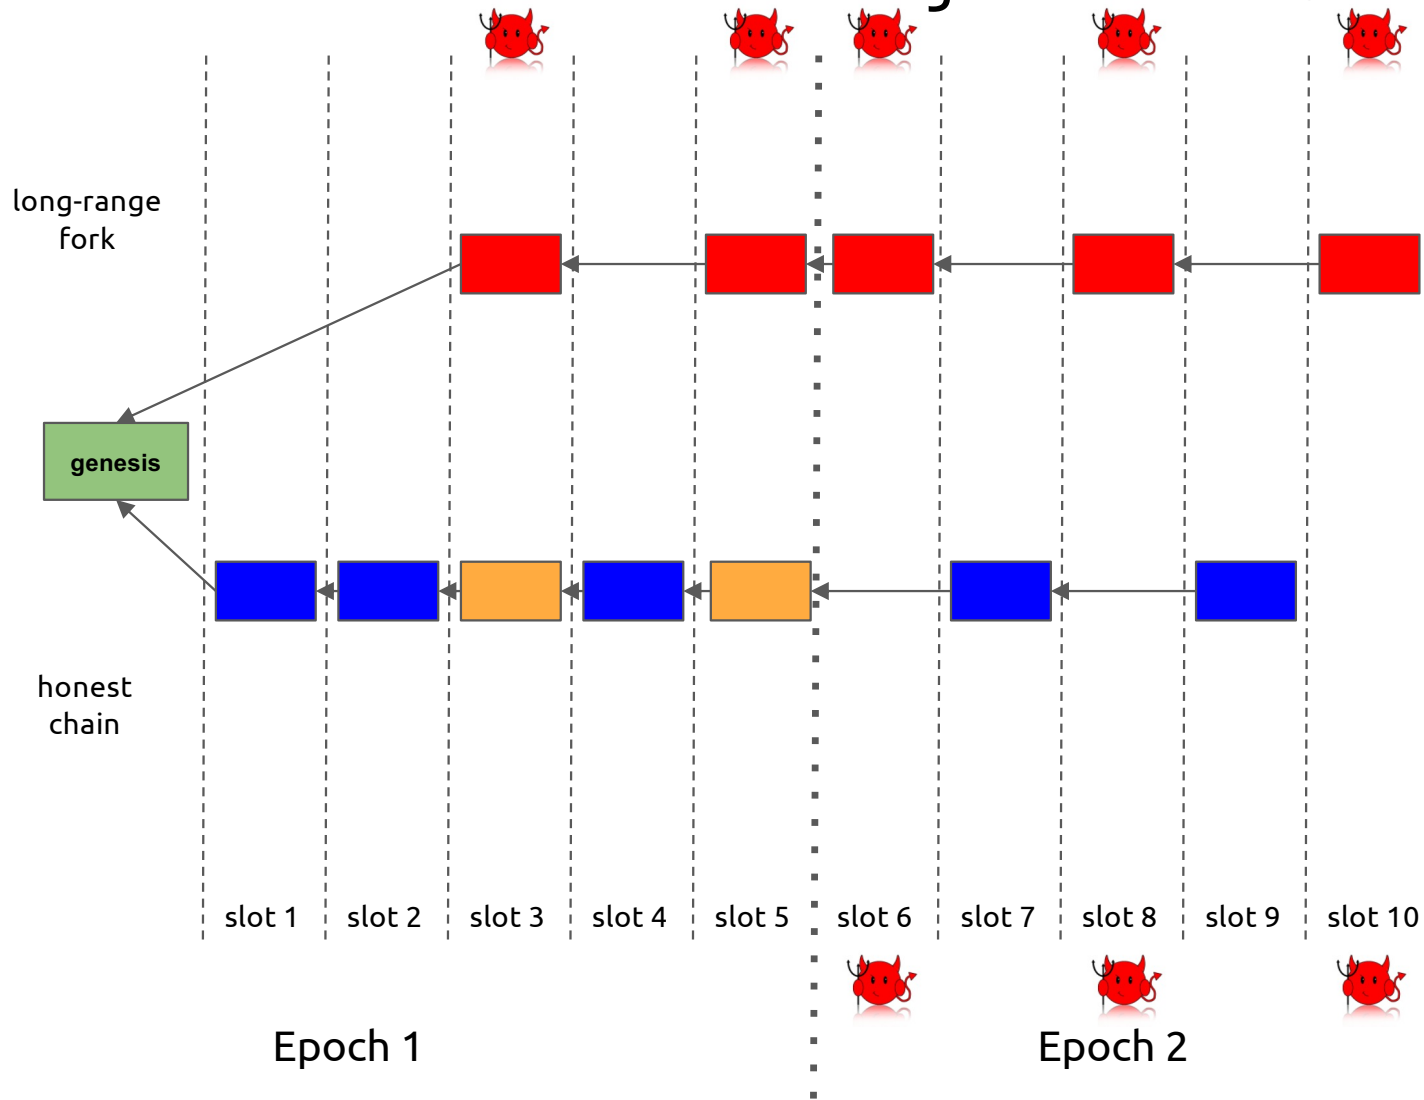 long-range
fork
genesis
honest
chain
slot 1
slot 2
slot 3
slot 4
slot 5
slot 6
slot 7
slot 8
slot 9
slot 10
Epoch 1
Epoch 2